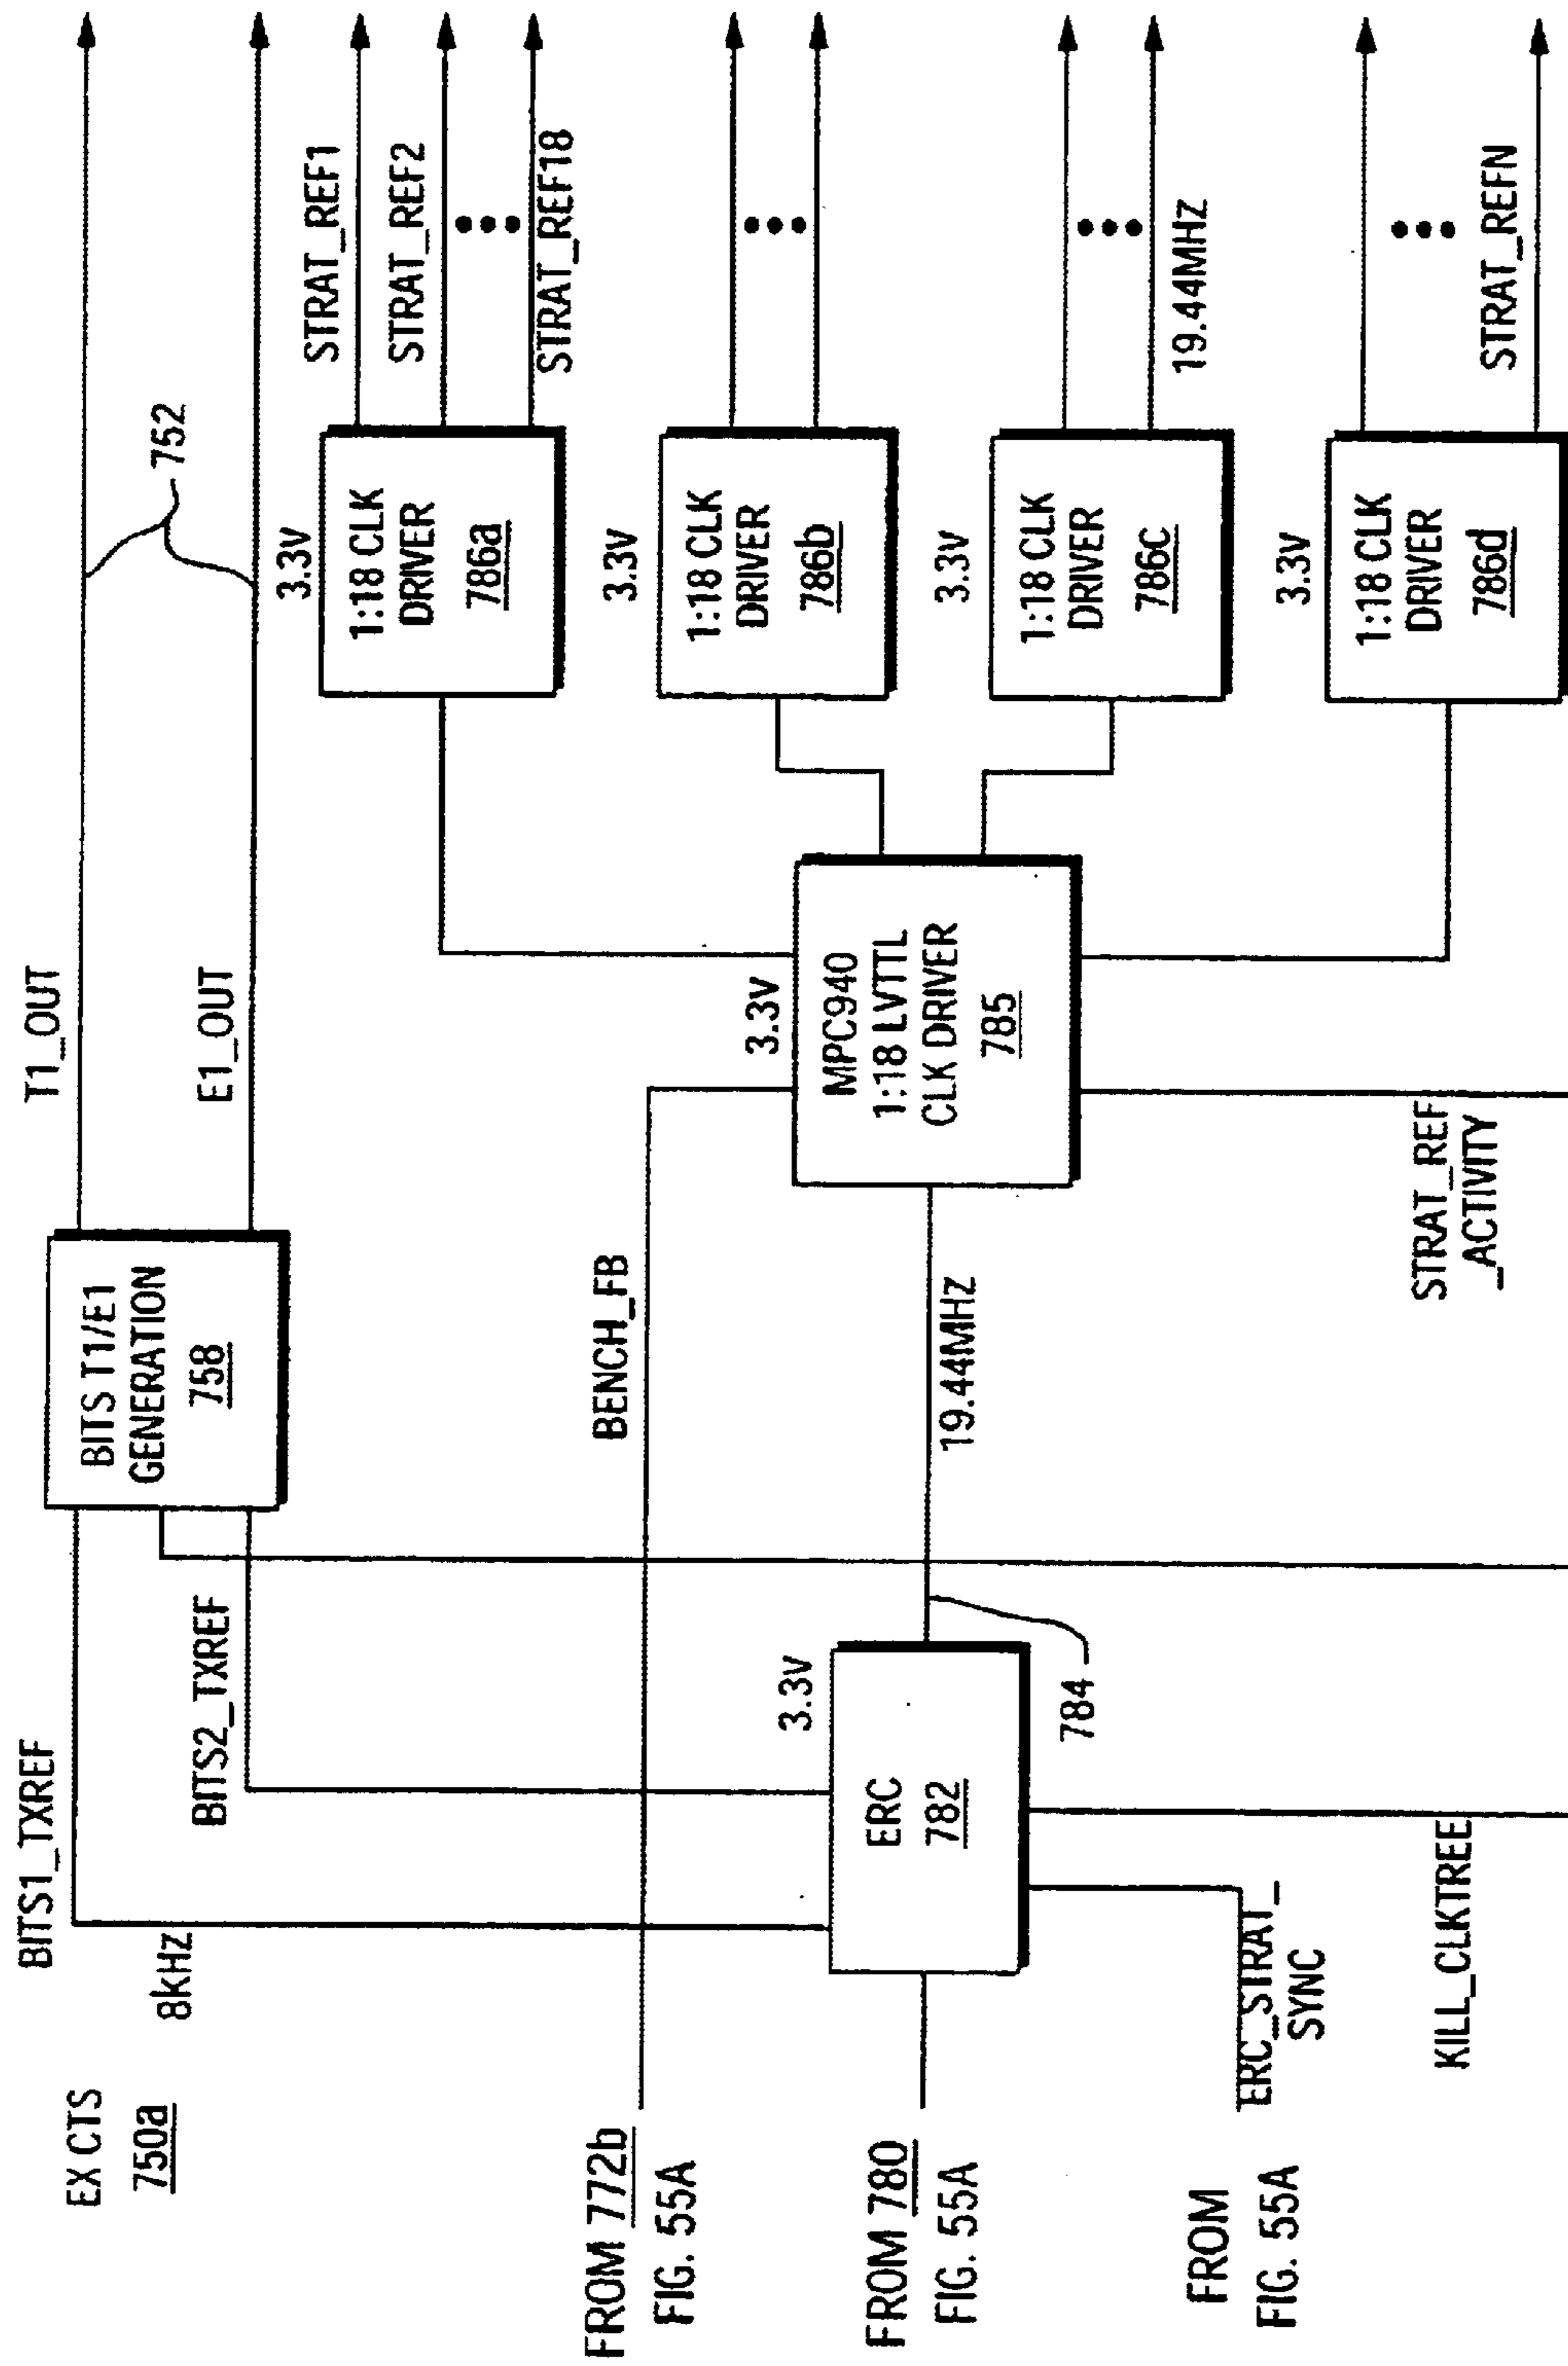 EX CTS
750a
BITS1_TXREF
8KHz
BITS2_TXREF
BITS T1/E1
GENERATION
758
T1_OUT
E1_OUT
752
FROM 772b
FIG. 55A
BENCH_FB
FROM 780
FIG. 55A
3.3V
ERC
782
784
19.44MHZ
3.3V
MPC940
1:18 LVTTL
CLK DRIVER
785
3.3V
1:18 CLK
DRIVER
786a
STRAT_REF1
STRAT_REF2
STRAT_REF18
3.3V
1:18 CLK
DRIVER
786b
3.3V
1:18 CLK
DRIVER
786c
19.44MHZ
3.3V
1:18 CLK
DRIVER
786d
STRAT_REFN
FROM
FIG. 55A
ERC_STRAT_
SYNC
KILL_CLKTREE
STRAT_REF
_ACTIVITY